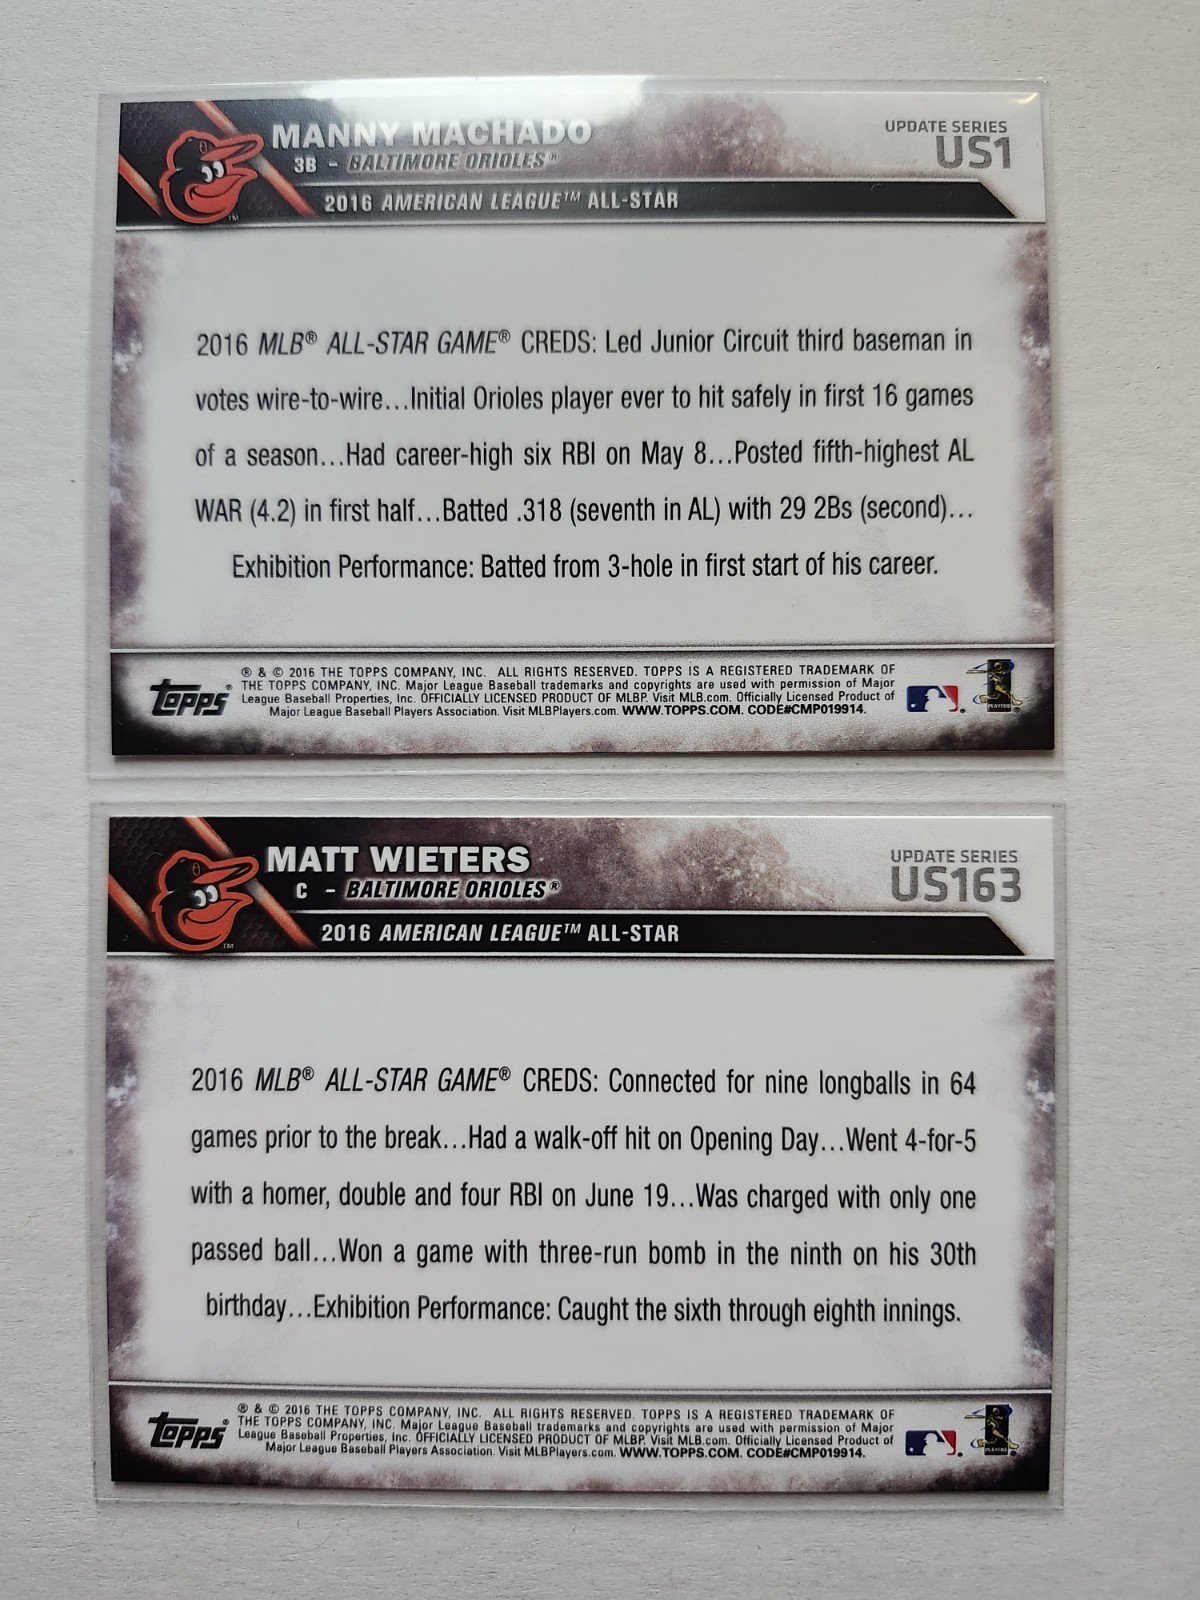 MANNY MACHADO
3B - BALTIMORE ORIOLES®
UPDATE SERIES
US1
2016 AMERICAN LEAGUE™ ALL-STAR
TM
2016 MLB® ALL-STAR GAME® CREDS: Led Junior Circuit third baseman in
votes wire-to-wire...Initial Orioles player ever to hit safely in first 16 games
of a season...Had career-high six RBI on May 8...Posted fifth-highest AL
WAR (4.2) in first half...Batted .318 (seventh in AL) with 29 2Bs (second)...
Exhibition Performance: Batted from 3-hole in first start of his career.
® & © 2016 THE TOPPS COMPANY, INC. ALL RIGHTS RESERVED. TOPPS IS A REGISTERED TRADEMARK OF
THE TOPPS COMPANY, INC. Major League Baseball trademarks and copyrights are used with permission of Major
League Baseball Properties, Inc. OFFICIALLY LICENSED PRODUCT OF MLBP. Visit MLB.com. Officially Licensed Product of
Major League Baseball Players Association. Visit MLBPlayers.com. WWW.TOPPS.COM. CODE#CMP019914.
Topps®
PLAYERS
MATT WIETERS
C - BALTIMORE ORIOLES®
UPDATE SERIES
US163
2016 AMERICAN LEAGUE™ ALL-STAR
TM
2016 MLB® ALL-STAR GAME® CREDS: Connected for nine longballs in 64
games prior to the break...Had a walk-off hit on Opening Day...Went 4-for-5
with a homer, double and four RBI on June 19...Was charged with only one
passed ball...Won a game with three-run bomb in the ninth on his 30th
birthday...Exhibition Performance: Caught the sixth through eighth innings.
® & © 2016 THE TOPPS COMPANY, INC. ALL RIGHTS RESERVED. TOPPS IS A REGISTERED TRADEMARK OF
THE TOPPS COMPANY, INC. Major League Baseball trademarks and copyrights are used with permission of Major
League Baseball Properties, Inc. OFFICIALLY LICENSED PRODUCT OF MLBP. Visit MLB.com. Officially Licensed Product of
Major League Baseball Players Association. Visit MLBPlayers.com. WWW.TOPPS.COM. CODE#CMP019914.
Topps®
PLAYERS